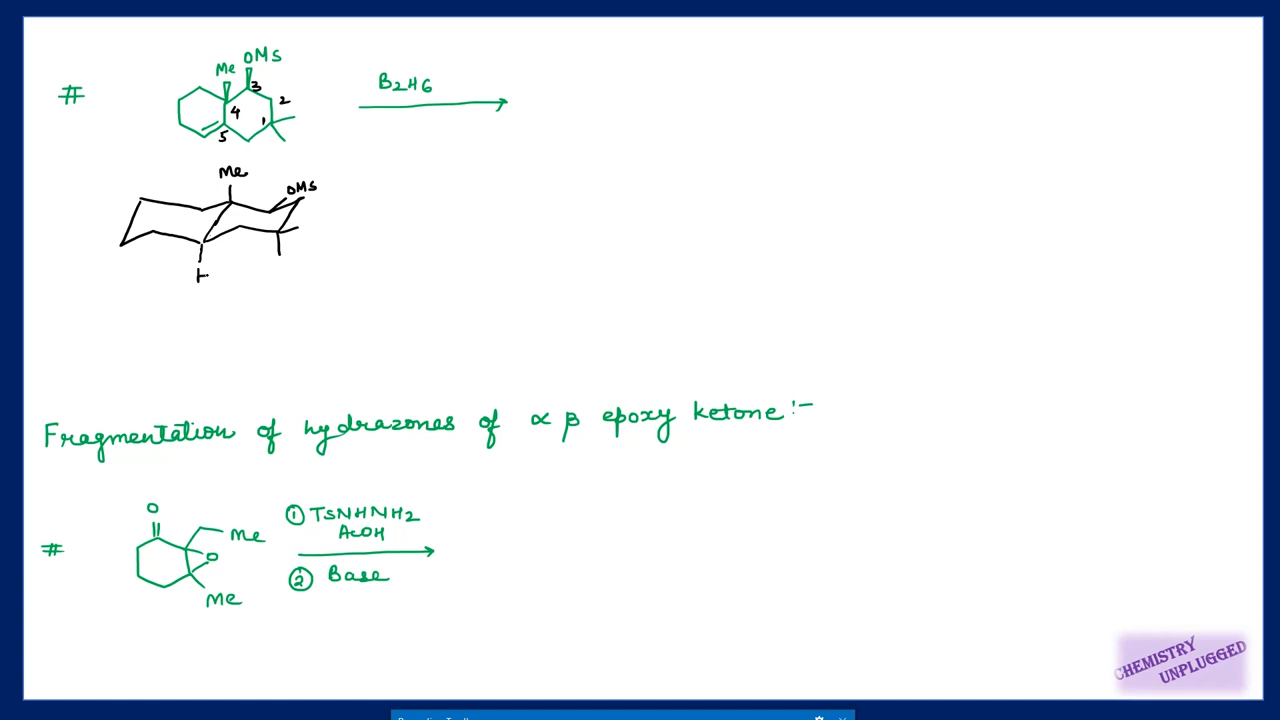 # Me OMS B2H6
3
2
4
1
5
Me
OMS
H
Fragmentation of hydrazones of α β epoxy ketone :-
# O Me O Me
① TSNHNH2
AcOH
② Base
CHEMISTRY
UNPLUGGED